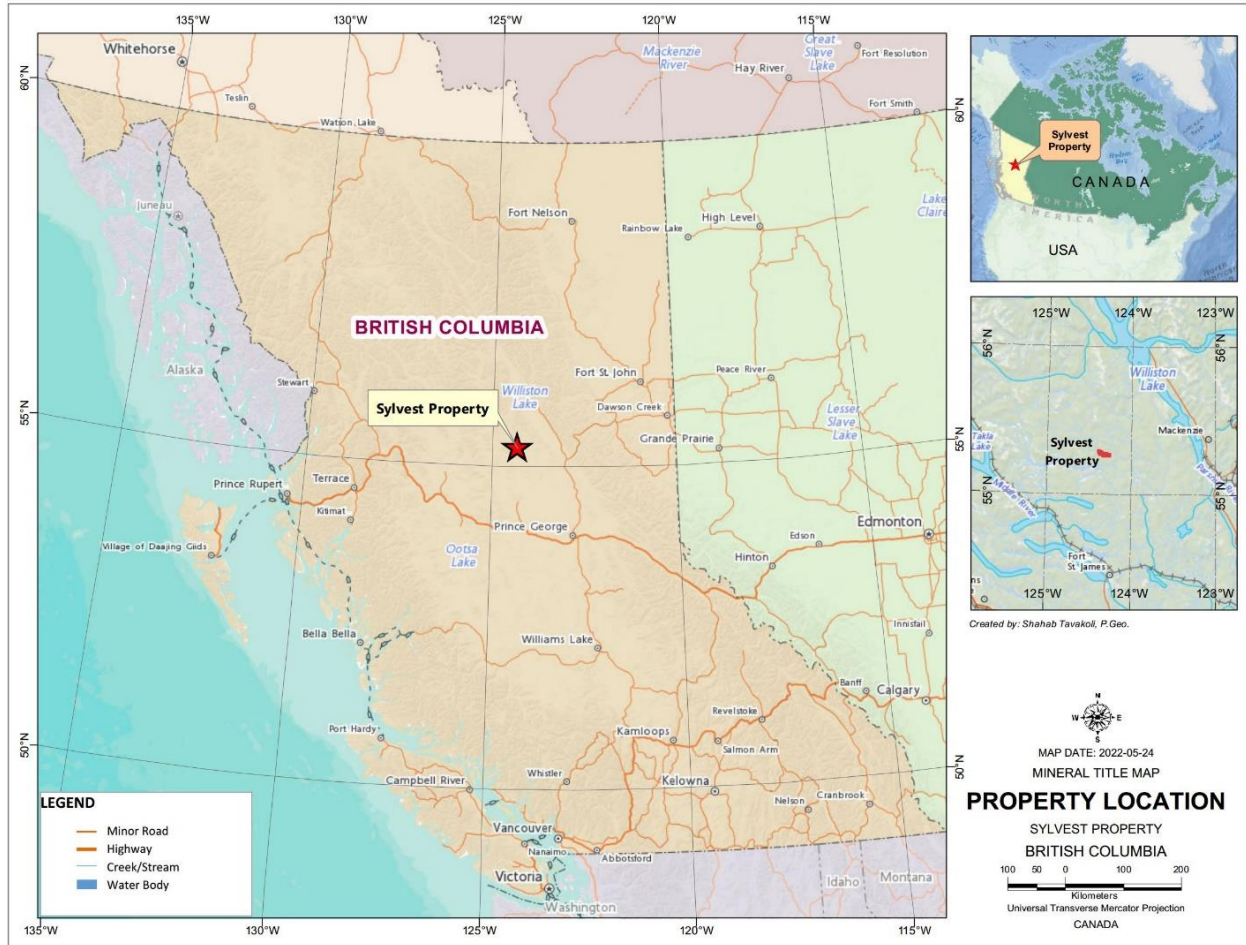 135°W
130°W
125°W
120°W
115°W
60°N
55°N
50°N
60°N
55°N
50°N
135°W
130°W
125°W
120°W
115°W
Whitehorse
Teslin
Watson Lake
Mackenzie
River
Great
Slave
Lake
Fort Resolution
Hay River
Fort Smith
Juneau
Fort Nelson
High Level
Rainbow Lake
Lake
Claire
BRITISH COLUMBIA
Alaska
Stewart
Williston
Lake
Fort St. John
Peace River
Dawson Creek
Lesser
Slave
Lake
Sylvest Property
Grande Prairie
Prince Rupert
Terrace
Kitimat
Village of Daajing Giids
Prince George
Ootsa
Lake
Edmonton
Edson
Hinton
Bella Bella
Williams Lake
Innisfail
Banff
Calgary
Revelstoke
Port Hardy
Kamloops
Salmon Arm
Campbell River
Whistler
Kelowna
Nelson
Cranbrook
Vancouver
Nanaimo
Abbotsford
Victoria
Washington
Idaho
Montana
LEGEND
Minor Road
Highway
Creek/Stream
Water Body
Sylvest
Property
Hudson
Bay
CANADA
NORTH
AMERICA
USA
125°W
124°W
123°W
56°N
56°N
Williston
Lake
Takla
Lake
Mackenzie
Sylvest
Property
55°N
55°N
Middle River
Fort
St. James
125°W
124°W
123°W
Created by: Shahab Tavakoli, P.Geo.
N
W
E
S
MAP DATE: 2022-05-24
MINERAL TITLE MAP
PROPERTY LOCATION
SYLVEST PROPERTY
BRITISH COLUMBIA
100 50 0 100 200
Kilometers
Universal Transverse Mercator Projection
CANADA